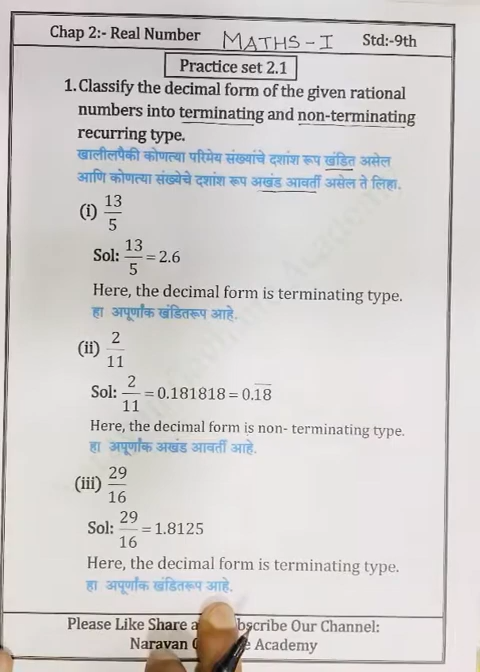 Chap 2:- Real Number MATHS-I Std:-9th
Practice set 2.1
1. Classify the decimal form of the given rational
numbers into terminating and non-terminating
recurring type.
खालीलपैकी कोणत्या परिमेय संख्यांचे दशांश रूप खंडित असेल
आणि कोणत्या संख्येचे दशांश रूप अखंड आवर्ती असेल ते लिहा.
(i) 13/5
Sol: 13/5 = 2.6
Here, the decimal form is terminating type.
हा अपूर्णांक खंडितरूप आहे.
(ii) 2/11
Sol: 2/11 = 0.181818 = 0.1̅8̅
Here, the decimal form is non- terminating type.
हा अपूर्णांक अखंड आवर्ती आहे.
(iii) 29/16
Sol: 29/16 = 1.8125
Here, the decimal form is terminating type.
हा अपूर्णांक खंडितरूप आहे.
Please Like Share a bscribe Our Channel:
Narayan Academy